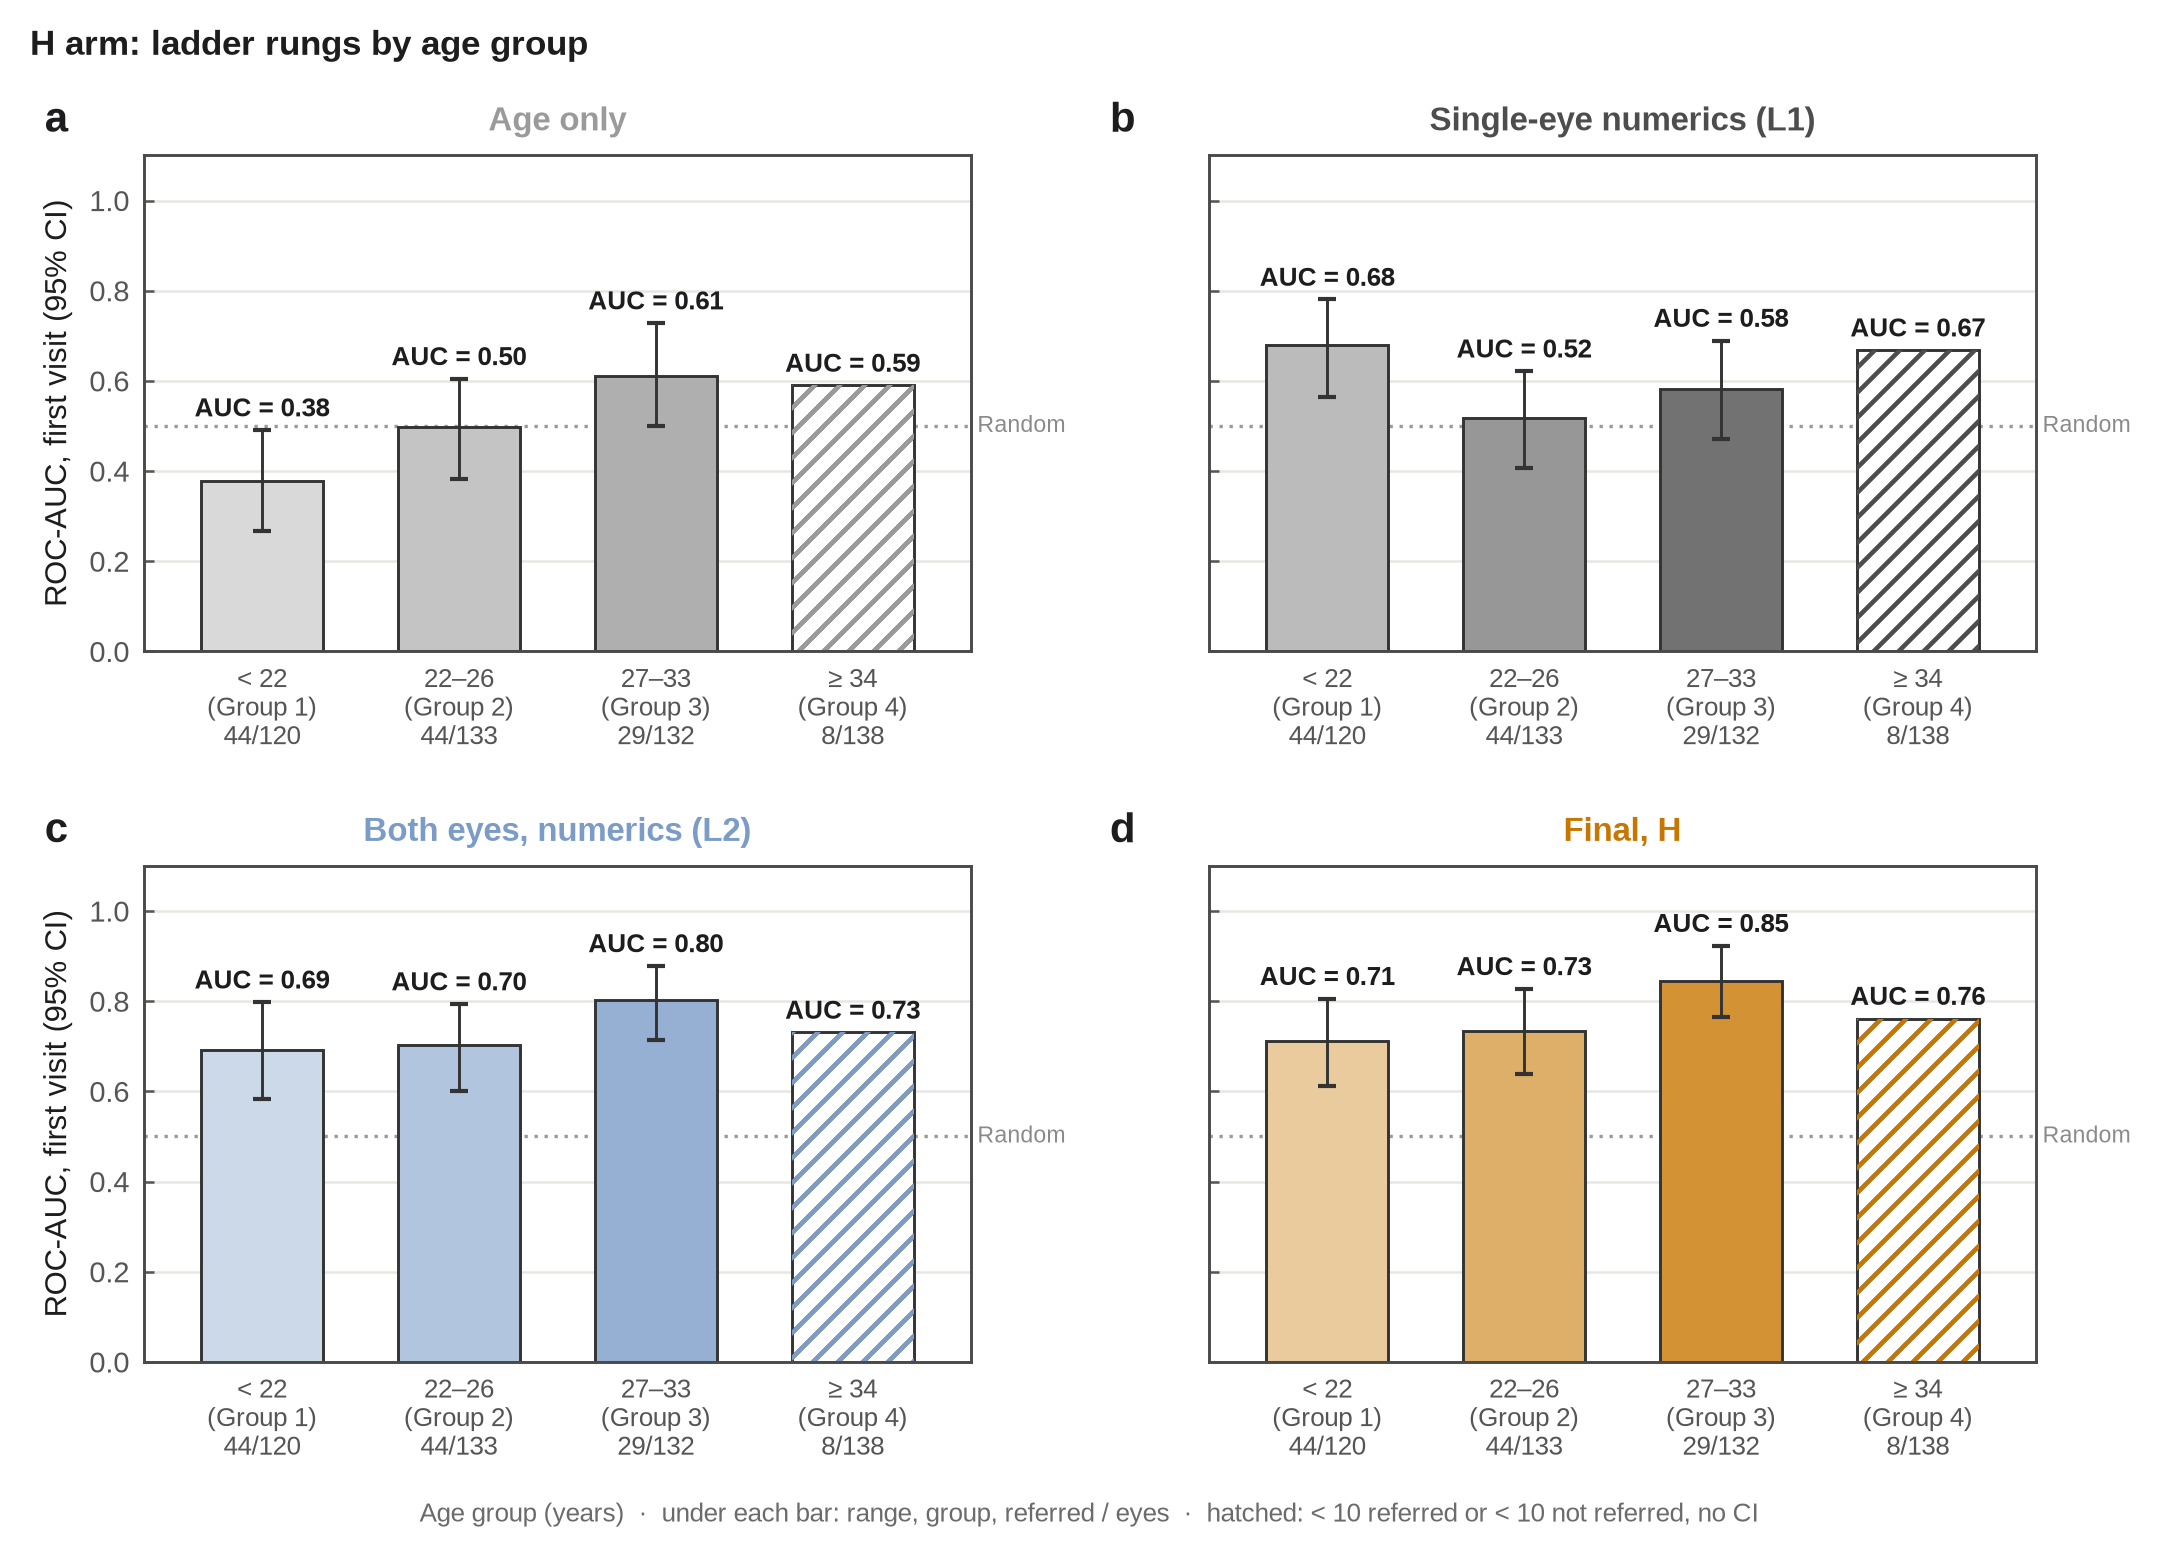 H arm: ladder rungs by age group
a
Age only
ROC-AUC, first visit (95% CI)
1.0
0.8
0.6
0.4
0.2
0.0
AUC = 0.38
AUC = 0.50
AUC = 0.61
AUC = 0.59
Random
< 22
(Group 1)
44/120
22–26
(Group 2)
44/133
27–33
(Group 3)
29/132
≥ 34
(Group 4)
8/138
b
Single-eye numerics (L1)
AUC = 0.68
AUC = 0.52
AUC = 0.58
AUC = 0.67
Random
< 22
(Group 1)
44/120
22–26
(Group 2)
44/133
27–33
(Group 3)
29/132
≥ 34
(Group 4)
8/138
c
Both eyes, numerics (L2)
ROC-AUC, first visit (95% CI)
1.0
0.8
0.6
0.4
0.2
0.0
AUC = 0.69
AUC = 0.70
AUC = 0.80
AUC = 0.73
Random
< 22
(Group 1)
44/120
22–26
(Group 2)
44/133
27–33
(Group 3)
29/132
≥ 34
(Group 4)
8/138
d
Final, H
AUC = 0.71
AUC = 0.73
AUC = 0.85
AUC = 0.76
Random
< 22
(Group 1)
44/120
22–26
(Group 2)
44/133
27–33
(Group 3)
29/132
≥ 34
(Group 4)
8/138
Age group (years) · under each bar: range, group, referred / eyes · hatched: < 10 referred or < 10 not referred, no CI